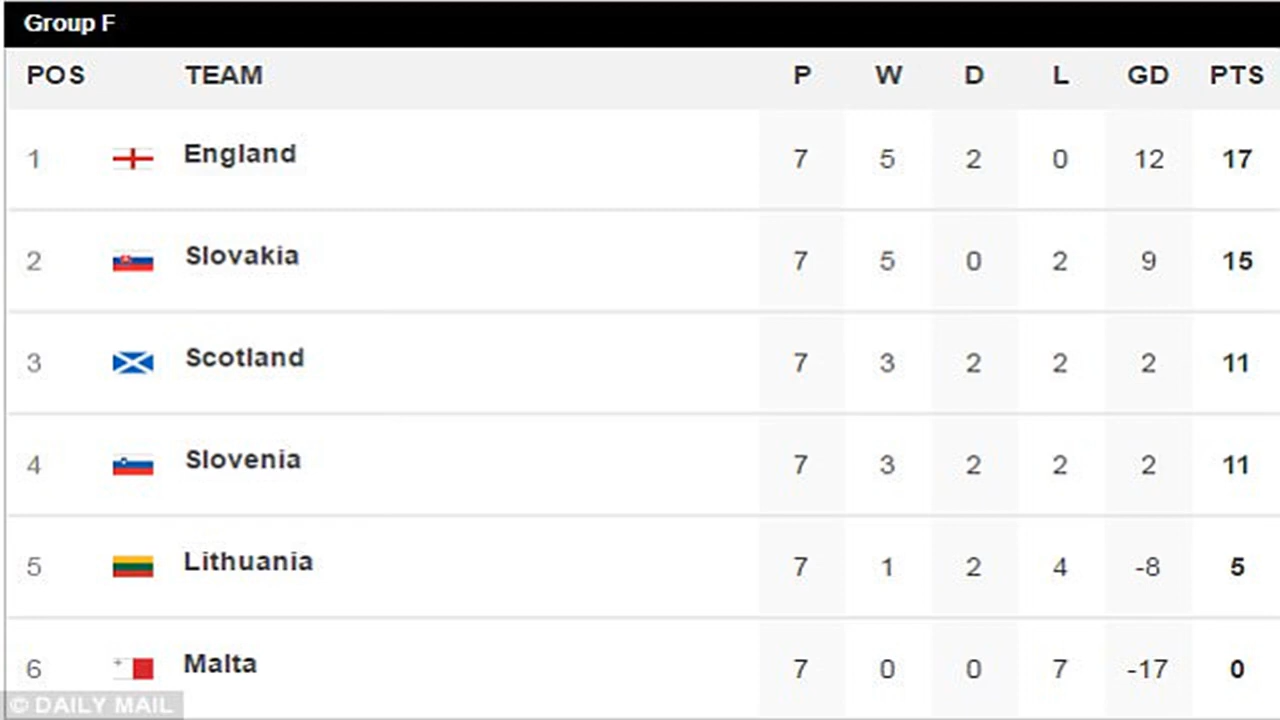 Group F
POS TEAM P W D L GD PTS
1 England 7 5 2 0 12 17
2 Slovakia 7 5 0 2 9 15
3 Scotland 7 3 2 2 2 11
4 Slovenia 7 3 2 2 2 11
5 Lithuania 7 1 2 4 -8 5
6 Malta 7 0 0 7 -17 0
© DAILY MAIL